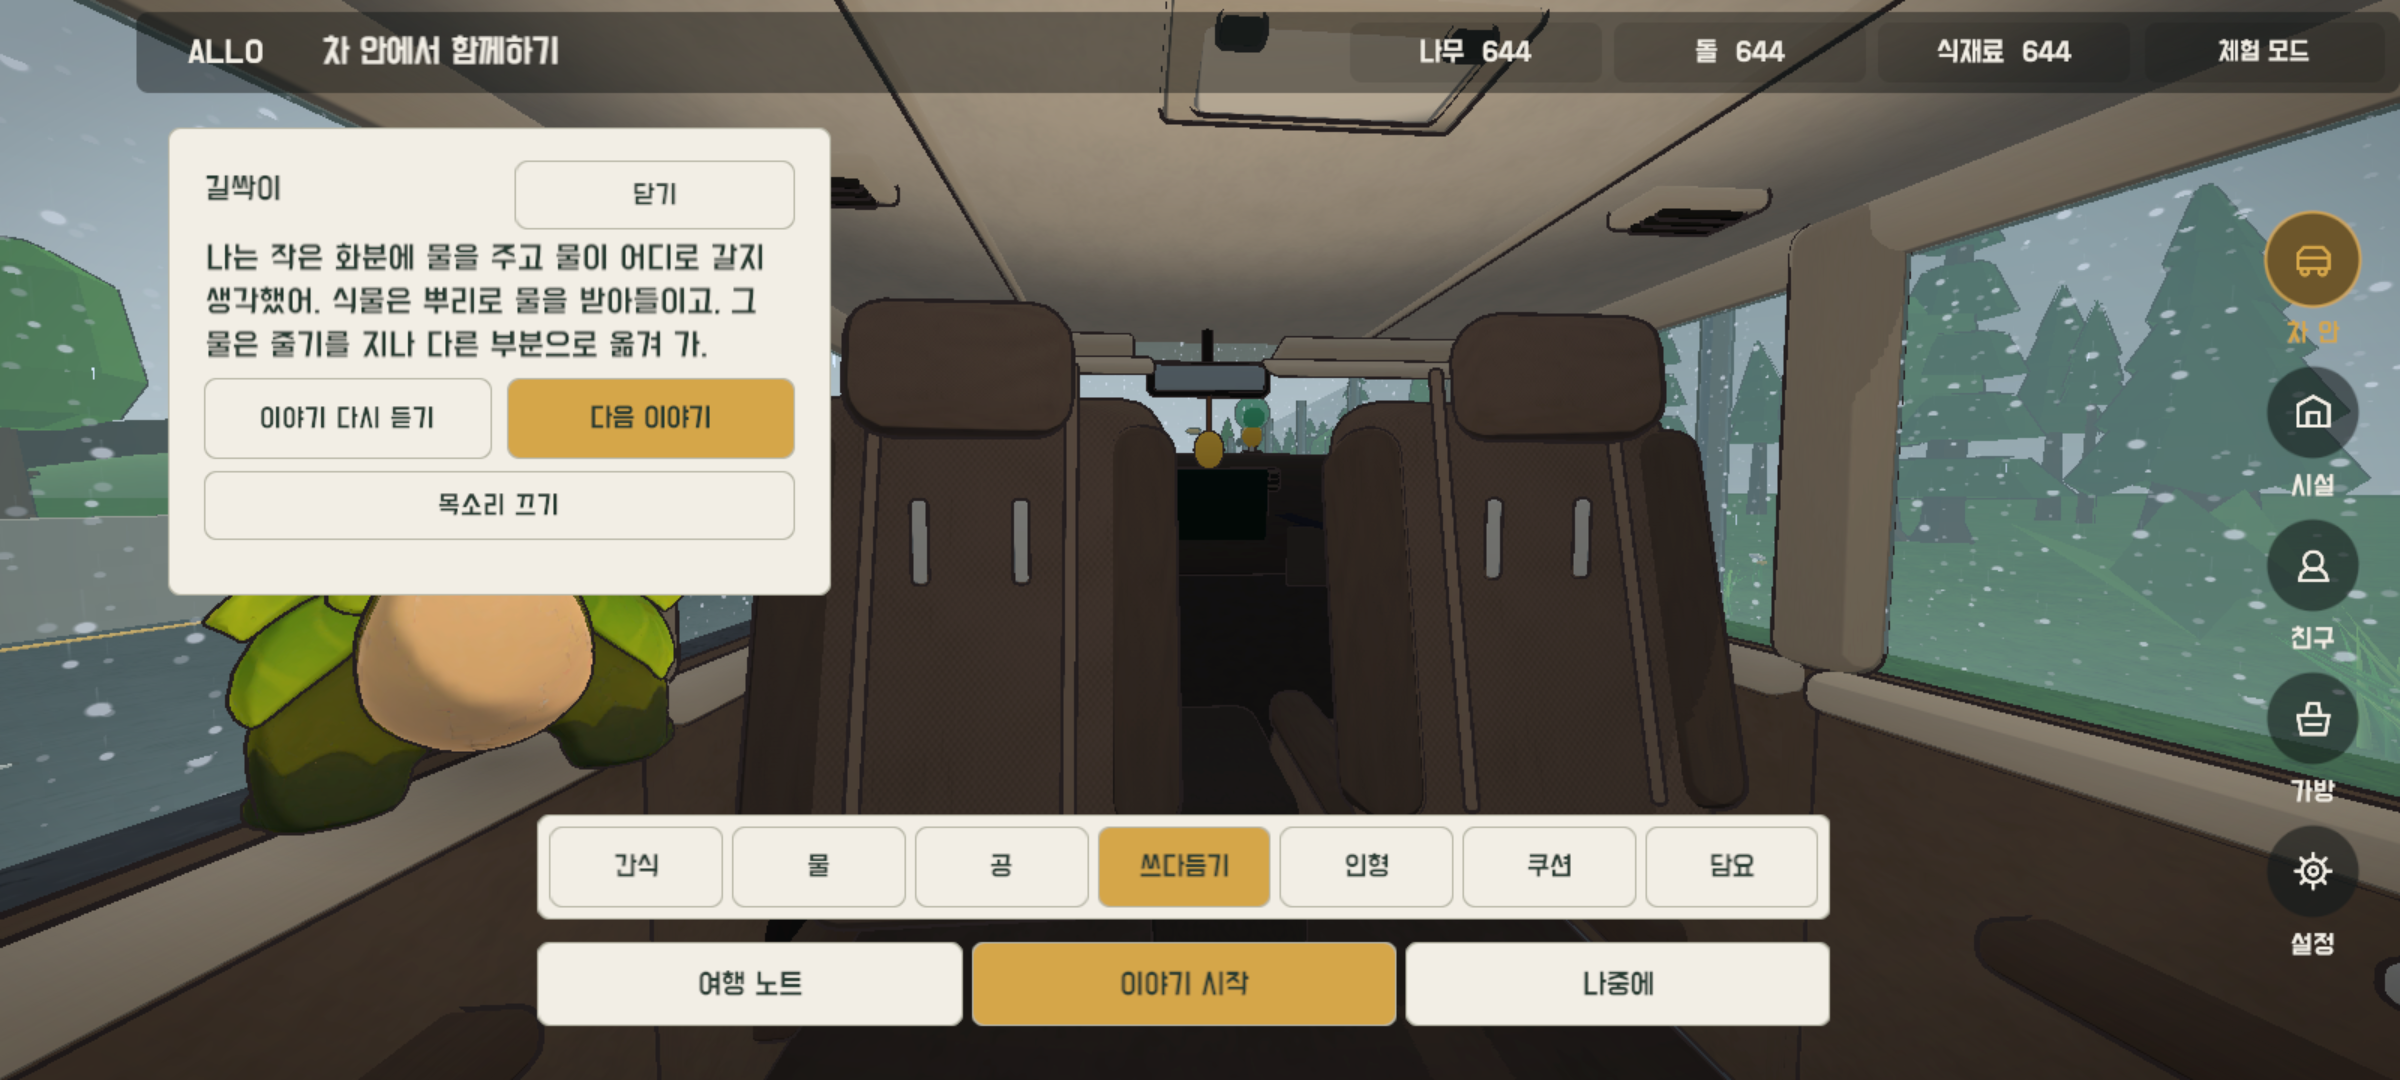 ALLO 차 안에서 함께하기 나무 644 돌 644 식재료 644 체험 모드
길싹이 닫기
나는 작은 화분에 물을 주고 물이 어디로 갈지
생각했어. 식물은 뿌리로 물을 받아들이고, 그
물은 줄기를 지나 다른 부분으로 옮겨 가.
이야기 다시 듣기 다음 이야기
목소리 끄기
차 안
시설
친구
가방
설정
간식 물 공 쓰다듬기 인형 쿠션 담요
여행 노트 이야기 시작 나중에